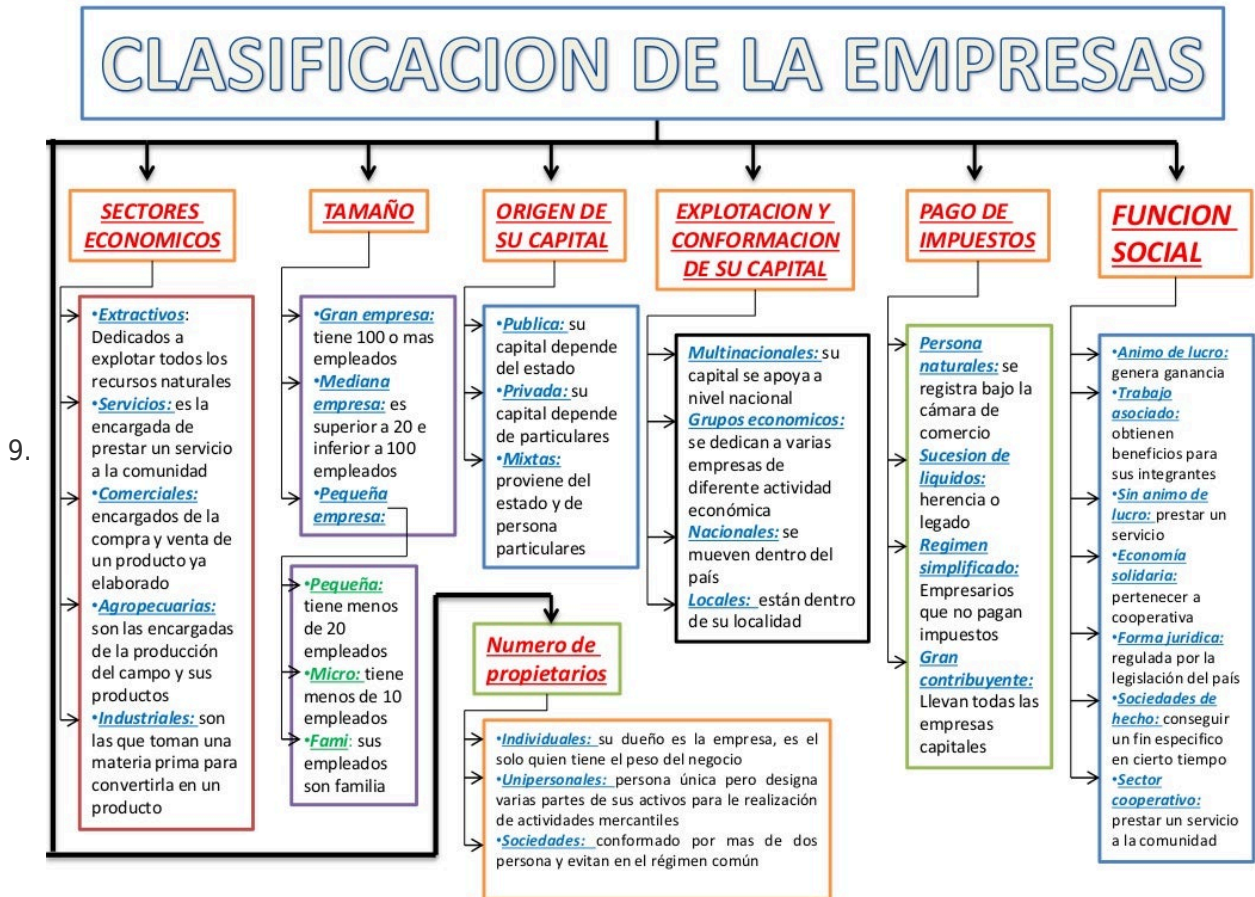 CLASIFICACION DE LA EMPRESAS
9.
SECTORES
ECONOMICOS
•Extractivos:
Dedicados a
explotar todos los
recursos naturales
•Servicios: es la
encargada de
prestar un servicio
a la comunidad
•Comerciales:
encargados de la
compra y venta de
un producto ya
elaborado
•Agropecuarias:
son las encargadas
de la producción
del campo y sus
productos
•Industriales: son
las que toman una
materia prima para
convertirla en un
producto
TAMAÑO
•Gran empresa:
tiene 100 o mas
empleados
•Mediana
empresa: es
superior a 20 e
inferior a 100
empleados
•Pequeña
empresa:
•Pequeña:
tiene menos
de 20
empleados
•Micro: tiene
menos de 10
empleados
•Fami: sus
empleados
son familia
ORIGEN DE
SU CAPITAL
•Publica: su
capital depende
del estado
•Privada: su
capital depende
de particulares
•Mixtas:
proviene del
estado y de
persona
particulares
EXPLOTACION Y
CONFORMACION
DE SU CAPITAL
Multinacionales: su
capital se apoya a
nivel nacional
Grupos economicos:
se dedican a varias
empresas de
diferente actividad
económica
Nacionales: se
mueven dentro del
país
Locales: están dentro
de su localidad
PAGO DE
IMPUESTOS
Persona
naturales: se
registra bajo la
cámara de
comercio
Sucesion de
liquidos:
herencia o
legado
Regimen
simplificado:
Empresarios
que no pagan
impuestos
Gran
contribuyente:
Llevan todas las
empresas
capitales
FUNCION
SOCIAL
•Animo de lucro:
genera ganancia
•Trabajo
asociado:
obtienen
beneficios para
sus integrantes
•Sin animo de
lucro: prestar un
servicio
•Economía
solidaria:
pertenecer a
cooperativa
•Forma juridica:
regulada por la
legislación del país
•Sociedades de
hecho: conseguir
un fin especifico
en cierto tiempo
•Sector
cooperativo:
prestar un servicio
a la comunidad
Numero de
propietarios
•Individuales: su dueño es la empresa, es el
solo quien tiene el peso del negocio
•Unipersonales: persona única pero designa
varias partes de sus activos para le realización
de actividades mercantiles
•Sociedades: conformado por mas de dos
persona y evitan en el régimen común